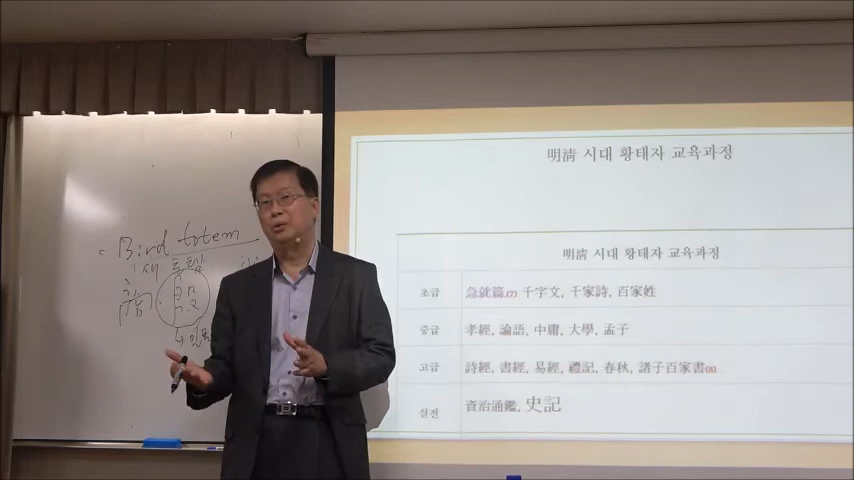 Bird totem
새 토템
明淸 시대 황태자 교육과정
明淸 시대 황태자 교육과정
초급 急就篇 千字文, 千家詩, 百家姓
중급 孝經, 論語, 中庸, 大學, 孟子
고급 詩經, 書經, 易經, 禮記, 春秋, 諸子百家書
실전 資治通鑑, 史記